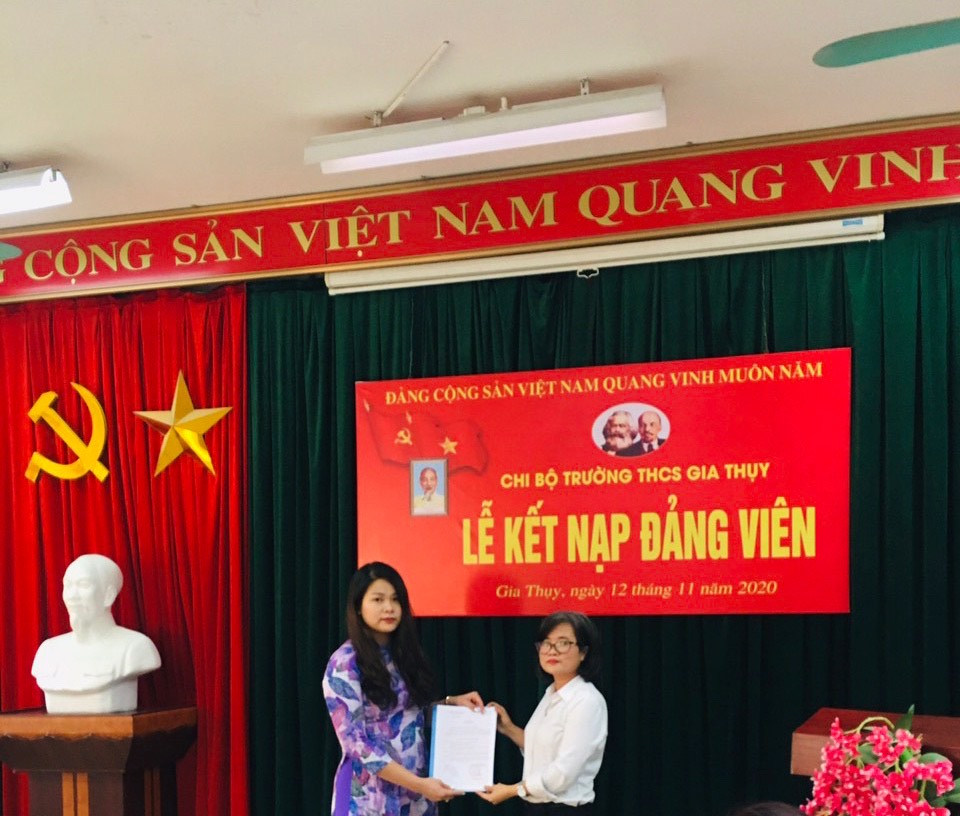 CỘNG SẢN VIỆT NAM QUANG VINH
ĐẢNG CỘNG SẢN VIỆT NAM QUANG VINH MUÔN NĂM
CHI BỘ TRƯỜNG THCS GIA THỤY
LỄ KẾT NẠP ĐẢNG VIÊN
Gia Thụy, ngày 12 tháng 11 năm 2020